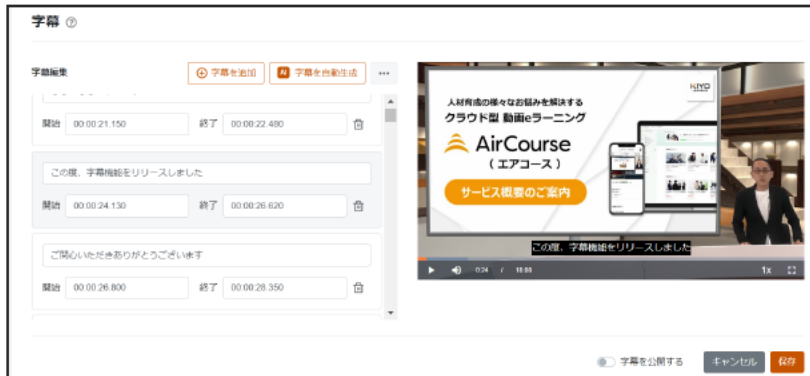 字幕
字幕編集
字幕を追加
AI 字幕を自動生成
開始 00:00:21.150 終了 00:00:22.480
この度、字幕機能をリリースしました
開始 00:00:24.130 終了 00:00:26.620
ご関心いただきありがとうございます
開始 00:00:26.800 終了 00:00:28.350
KIYO
人材育成の様々なお悩みを解決する
クラウド型 動画eラーニング
AirCourse
（エアコース）
サービス概要のご案内
この度、字幕機能をリリースしました
0:24 /
1x
字幕を公開する
キャンセル
保存